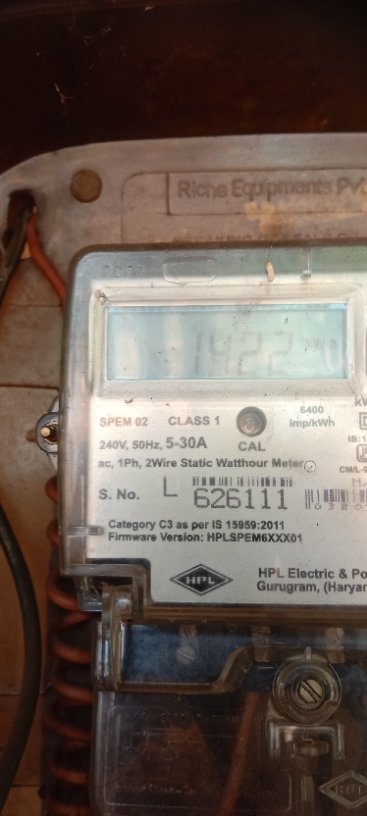 Riche Equipments Pvt
1422 kWh
SPEM 02 CLASS 1
6400
imp/kWh
240V, 50Hz, 5-30A
CAL
ac, 1Ph, 2Wire Static Watthour Meter
S. No. L 626111
Category C3 as per IS 15959:2011
Firmware Version: HPLSPEM6XXX01
HPL
HPL Electric & Po
Gurugram, (Haryan